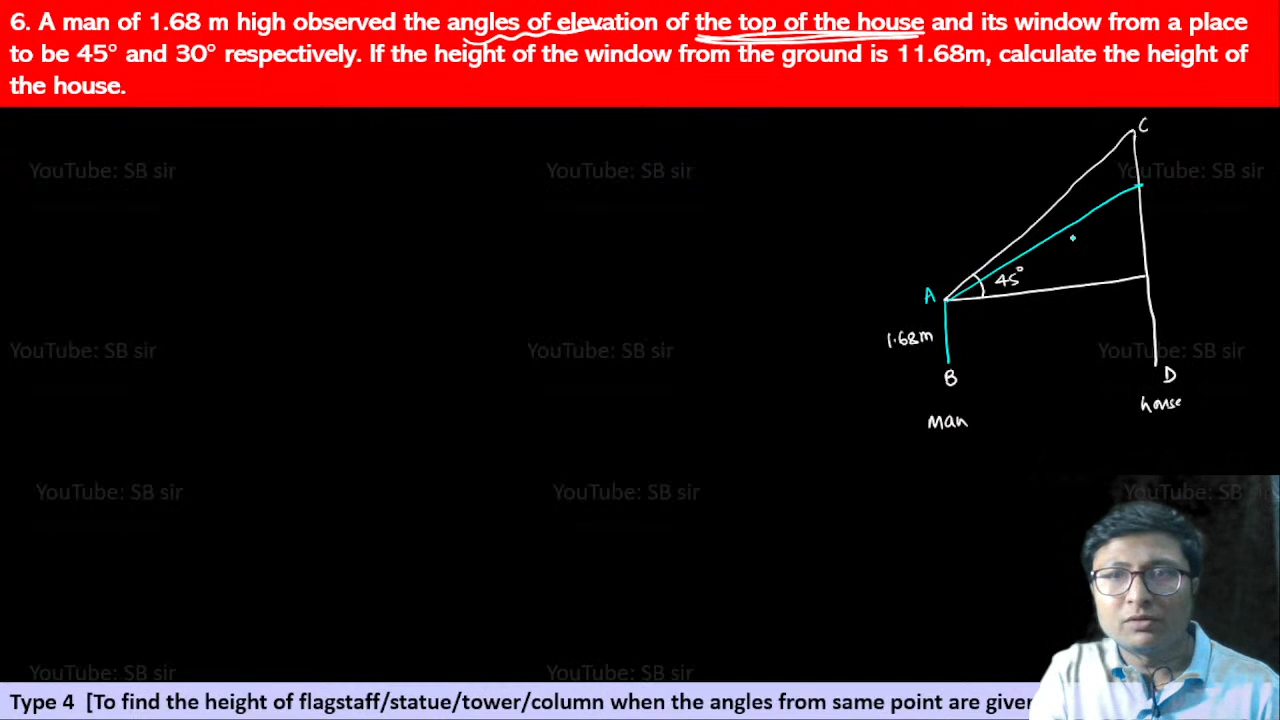 6. A man of 1.68 m high observed the angles of elevation of the top of the house and its window from a place
to be 45° and 30° respectively. If the height of the window from the ground is 11.68m, calculate the height of
the house.
C
YouTube: SB sir YouTube: SB sir YouTube: SB sir
45°
A
1.68m
YouTube: SB sir YouTube: SB sir YouTube: SB sir
B D
man house
YouTube: SB sir YouTube: SB sir YouTube: SB
YouTube: SB sir YouTube: SB sir
Type 4 [To find the height of flagstaff/statue/tower/column when the angles from same point are given